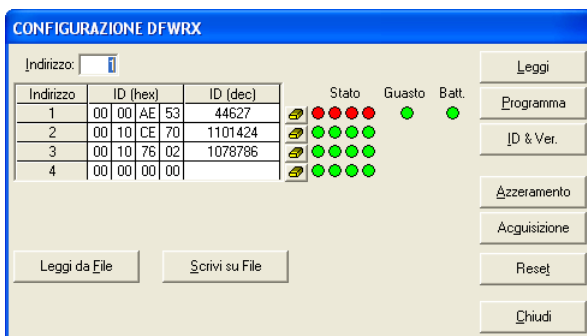 CONFIGURAZIONE DFWRX
Indirizzo: 1
Leggi
Indirizzo ID (hex) ID (dec) Stato Guasto Batt.
1 00 00 AE 53 44627
Programma
2 00 10 CE 70 1101424
3 00 10 76 02 1078786
ID & Ver.
4 00 00 00 00
Azzeramento
Acquisizione
Leggi da File Scrivi su File
Reset
Chiudi